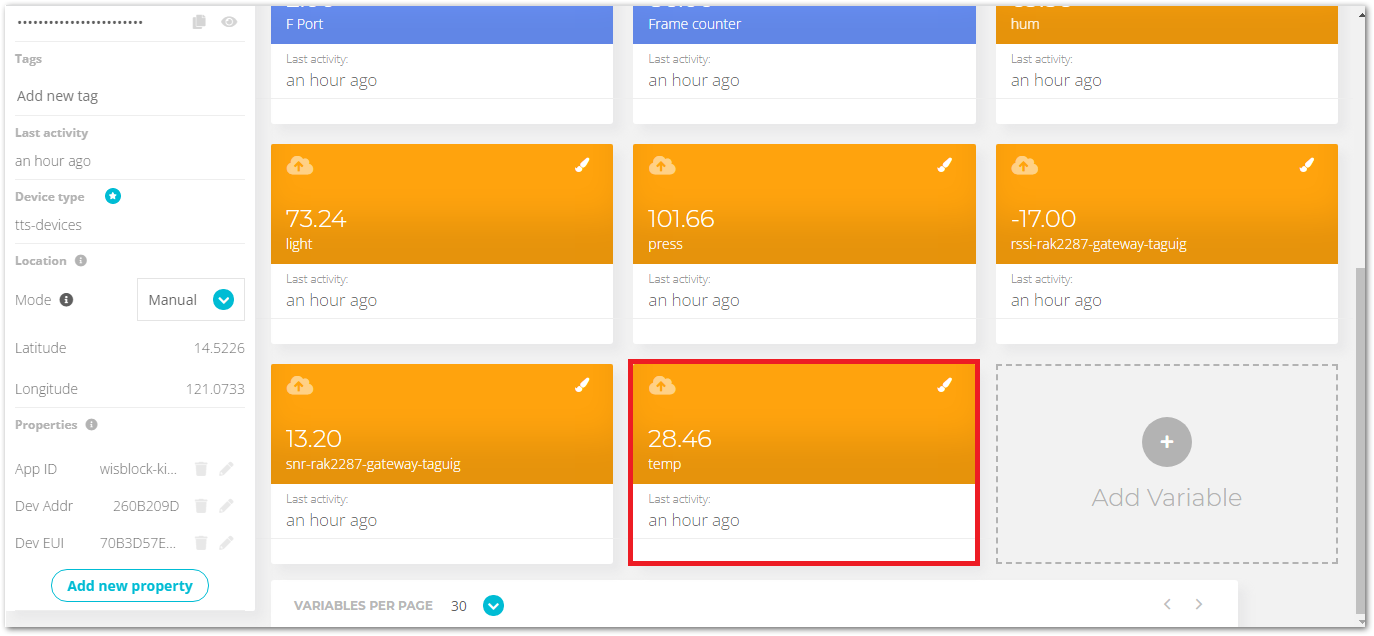 •••••••••••••••••••••••••
Tags
Add new tag
Last activity
an hour ago
Device type
tts-devices
Location
Mode
Manual
Latitude 14.5226
Longitude 121.0733
Properties
App ID wisblock-ki...
Dev Addr 260B209D
Dev EUI 70B3D57E...
Add new property
F Port
Last activity:
an hour ago
Frame counter
Last activity:
an hour ago
hum
Last activity:
an hour ago
73.24
light
Last activity:
an hour ago
101.66
press
Last activity:
an hour ago
-17.00
rssi-rak2287-gateway-taguig
Last activity:
an hour ago
13.20
snr-rak2287-gateway-taguig
Last activity:
an hour ago
28.46
temp
Last activity:
an hour ago
+
Add Variable
VARIABLES PER PAGE 30